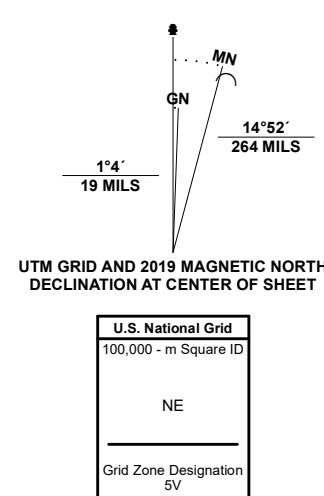 MN
GN
14°52´
264 MILS
1°4´
19 MILS
UTM GRID AND 2019 MAGNETIC NORTH
DECLINATION AT CENTER OF SHEET
U.S. National Grid
100,000 - m Square ID
NE
Grid Zone Designation
5V